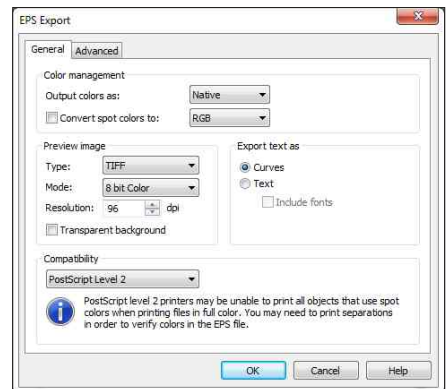 EPS Export
General Advanced
Color management
Output colors as: Native
Convert spot colors to: RGB
Preview image
Type: TIFF
Mode: 8 bit Color
Resolution: 96 dpi
Transparent background
Export text as
Curves
Text
Include fonts
Compatibility
PostScript Level 2
PostScript level 2 printers may be unable to print all objects that use spot
colors when printing files in full color. You may need to print separations
in order to verify colors in the EPS file.
OK Cancel Help